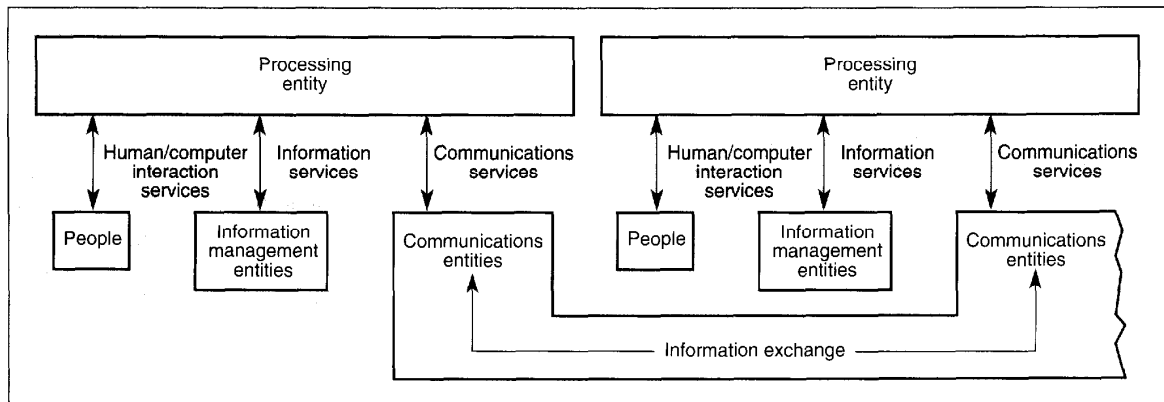 Processing
entity
Processing
entity
Human/computer
interaction
services
Information
services
Communications
services
Human/computer
interaction
services
Information
services
Communications
services
People
Information
management
entities
Communications
entities
People
Information
management
entities
Communications
entities
Information exchange